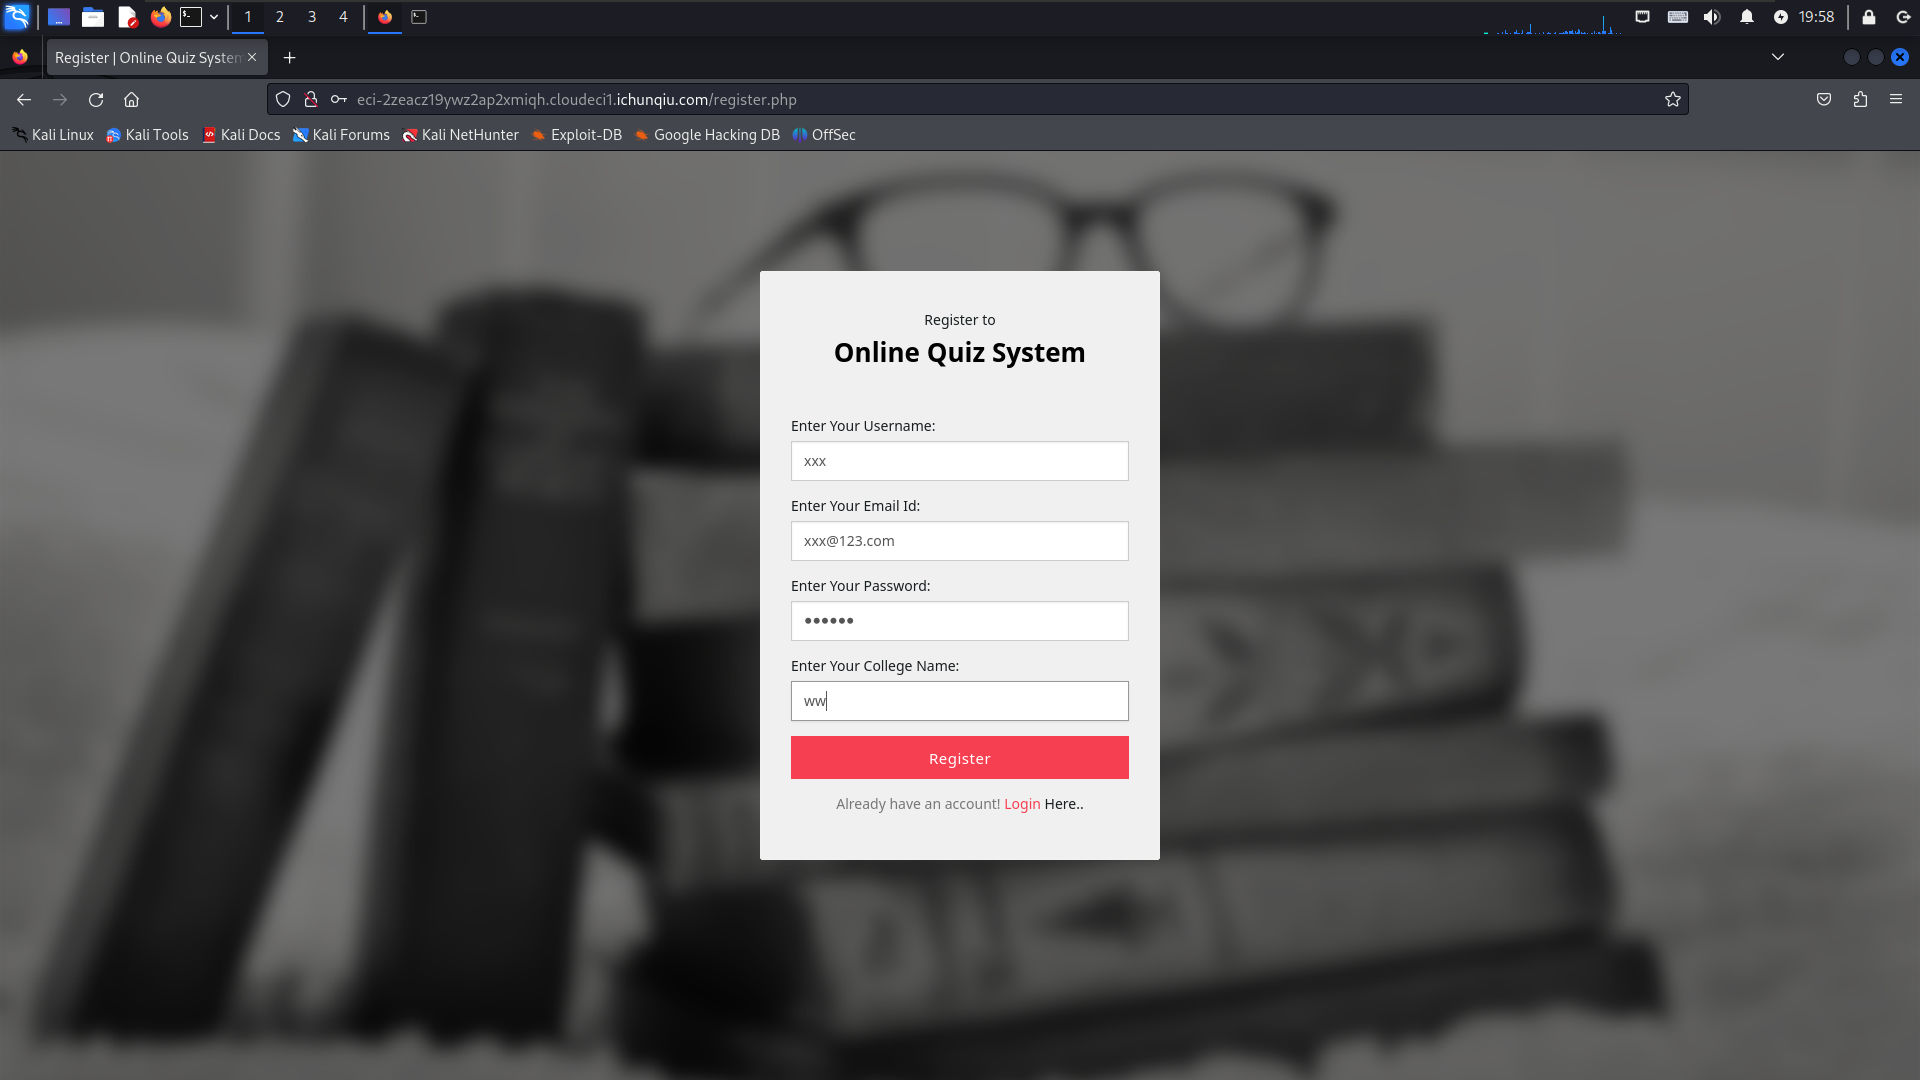 1 2 3 4 19:58
Register | Online Quiz System
eci-2zeacz19ywz2ap2xmiqh.cloudeci1.ichunqiu.com/register.php
Kali Linux Kali Tools Kali Docs Kali Forums Kali NetHunter Exploit-DB Google Hacking DB OffSec
Register to
Online Quiz System
Enter Your Username:
xxx
Enter Your Email Id:
xxx@123.com
Enter Your Password:
••••••
Enter Your College Name:
ww
Register
Already have an account! Login Here..